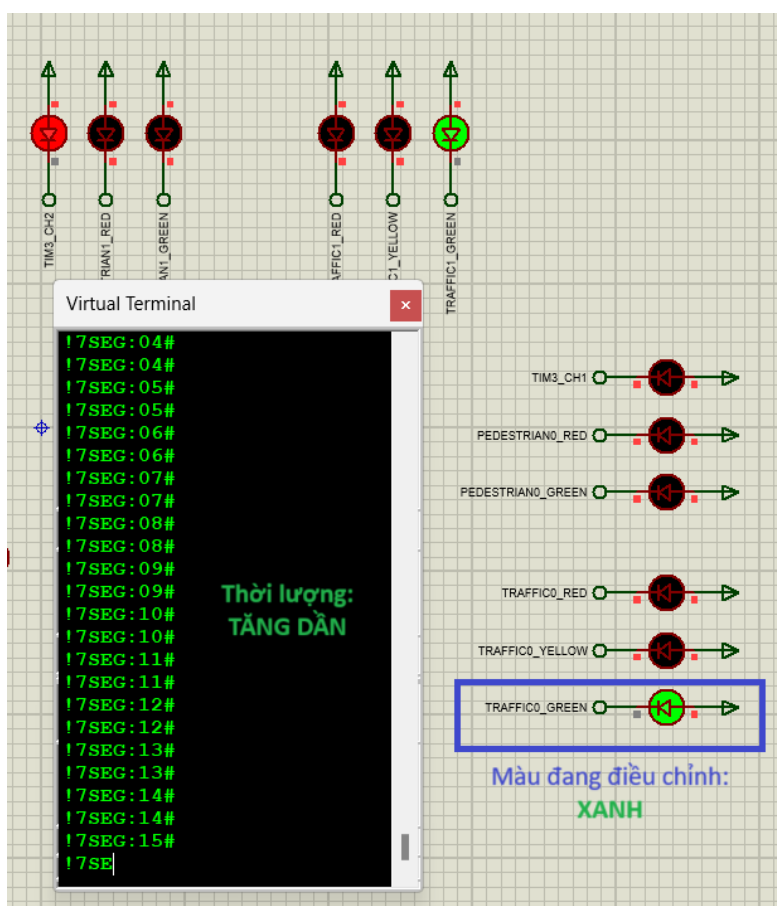 TIM3_CH2
RIAN1_RED
AN1_GREEN
AFFIC1_RED
C1_YELLOW
TRAFFIC1_GREEN
Virtual Terminal
!7SEG:04#
!7SEG:04#
!7SEG:05#
!7SEG:05#
!7SEG:06#
!7SEG:06#
!7SEG:07#
!7SEG:07#
!7SEG:08#
!7SEG:08#
!7SEG:09#
!7SEG:09#
!7SEG:10#
!7SEG:10#
!7SEG:11#
!7SEG:11#
!7SEG:12#
!7SEG:12#
!7SEG:13#
!7SEG:13#
!7SEG:14#
!7SEG:14#
!7SEG:15#
!7SE
Thời lượng:
TĂNG DẦN
TIM3_CH1
PEDESTRIAN0_RED
PEDESTRIAN0_GREEN
TRAFFIC0_RED
TRAFFIC0_YELLOW
TRAFFIC0_GREEN
Màu đang điều chỉnh:
XANH